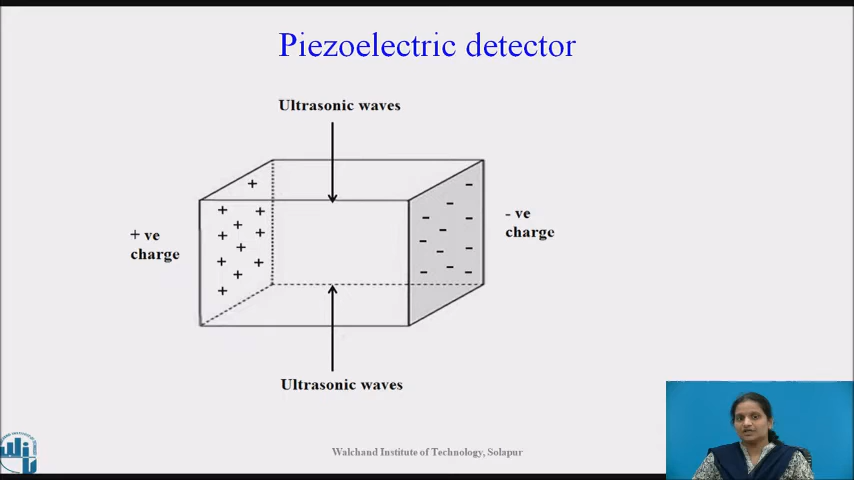 Piezoelectric detector
Ultrasonic waves
+ ve
charge
- ve
charge
Ultrasonic waves
Walchand Institute of Technology, Solapur